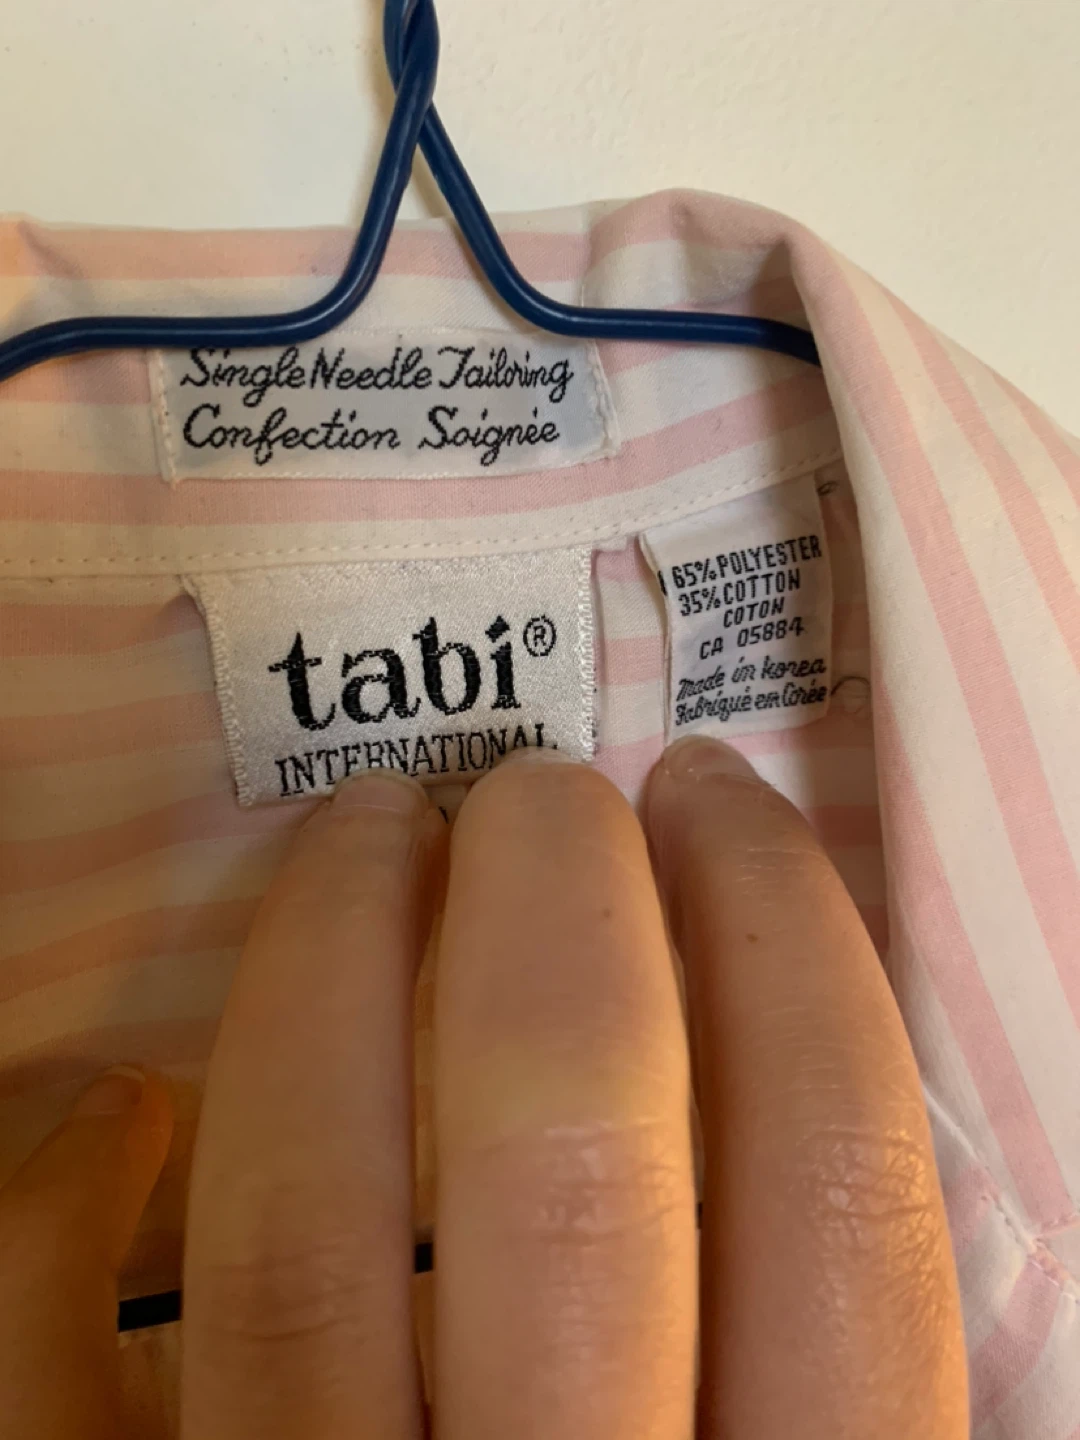 Single Needle Tailoring
Confection Soignée
tabi®
INTERNATIONAL
65% POLYESTER
35% COTTON
COTON
CA 05884
Made in Korea
Fabriqué en Corée